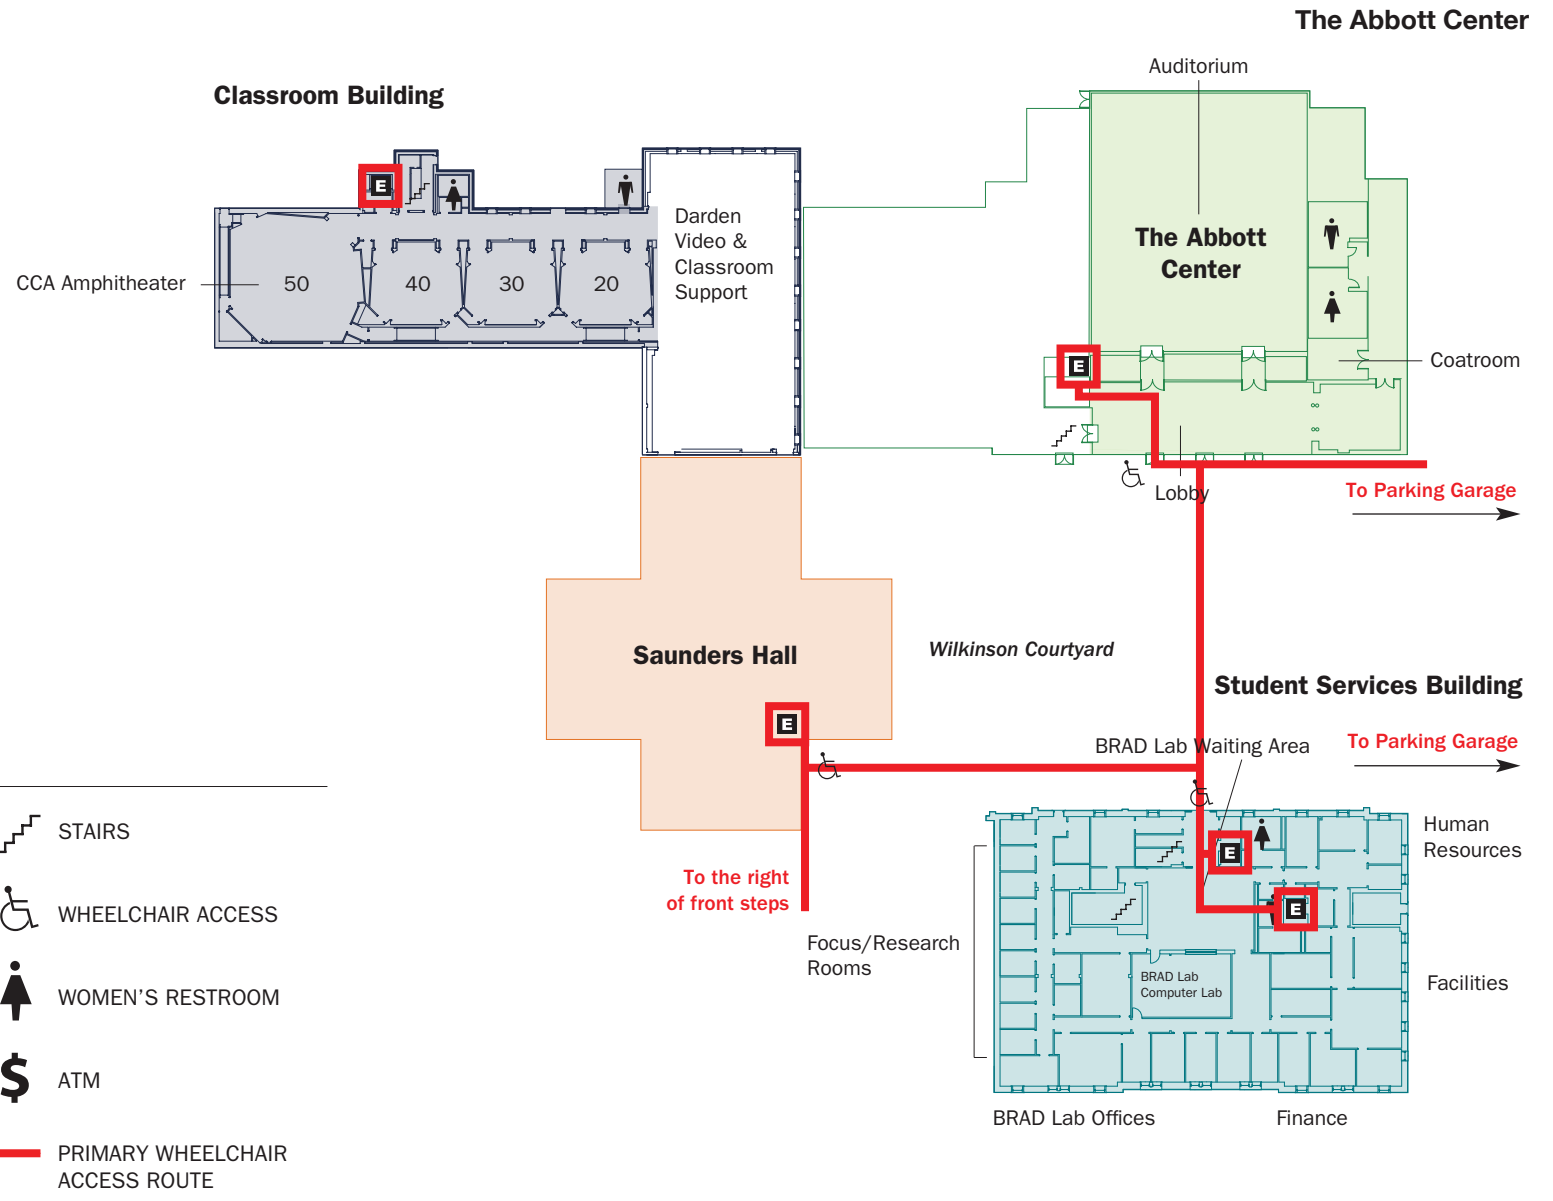 The Abbott Center
Auditorium
Classroom Building
E
Darden
Video &
Classroom
Support
CCA Amphitheater
50
40
30
20
The Abbott
Center
E
Coatroom
Lobby
To Parking Garage
Saunders Hall
Wilkinson Courtyard
E
Student Services Building
BRAD Lab Waiting Area
To Parking Garage
To the right
of front steps
Human
Resources
E
E
Focus/Research
Rooms
BRAD Lab
Computer Lab
Facilities
BRAD Lab Offices
Finance
STAIRS
WHEELCHAIR ACCESS
WOMEN'S RESTROOM
$ ATM
PRIMARY WHEELCHAIR
ACCESS ROUTE